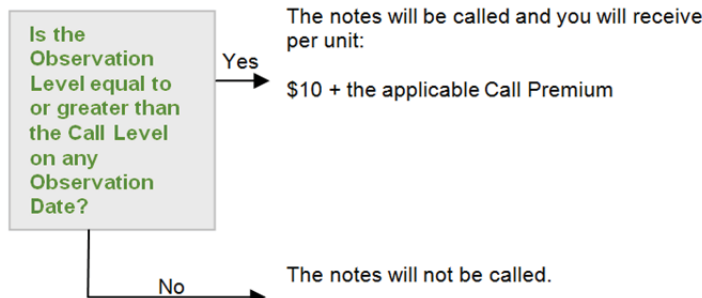 Is the
Observation
Level equal to
or greater than
the Call Level
on any
Observation
Date?
Yes
The notes will be called and you will receive
per unit:
$10 + the applicable Call Premium
No
The notes will not be called.